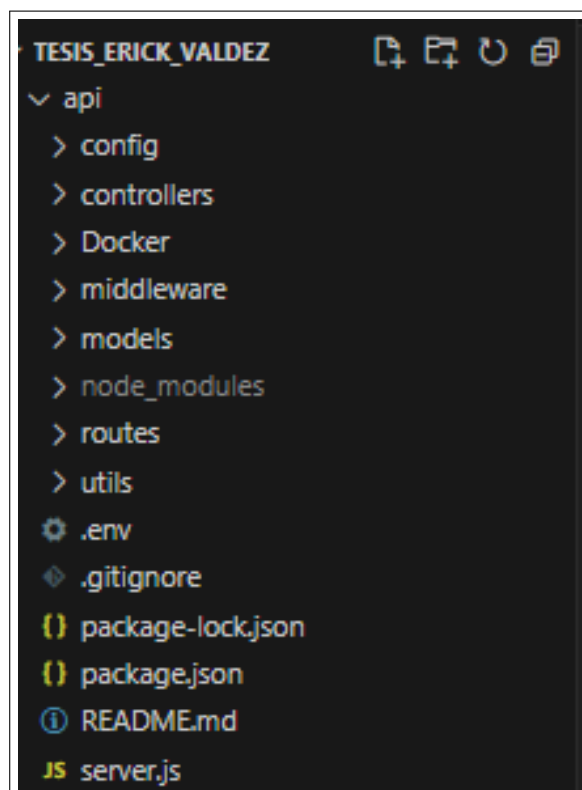 TESIS_ERICK_VALDEZ
api
config
controllers
Docker
middleware
models
node_modules
routes
utils
.env
.gitignore
{} package-lock.json
{} package.json
README.md
JS server.js